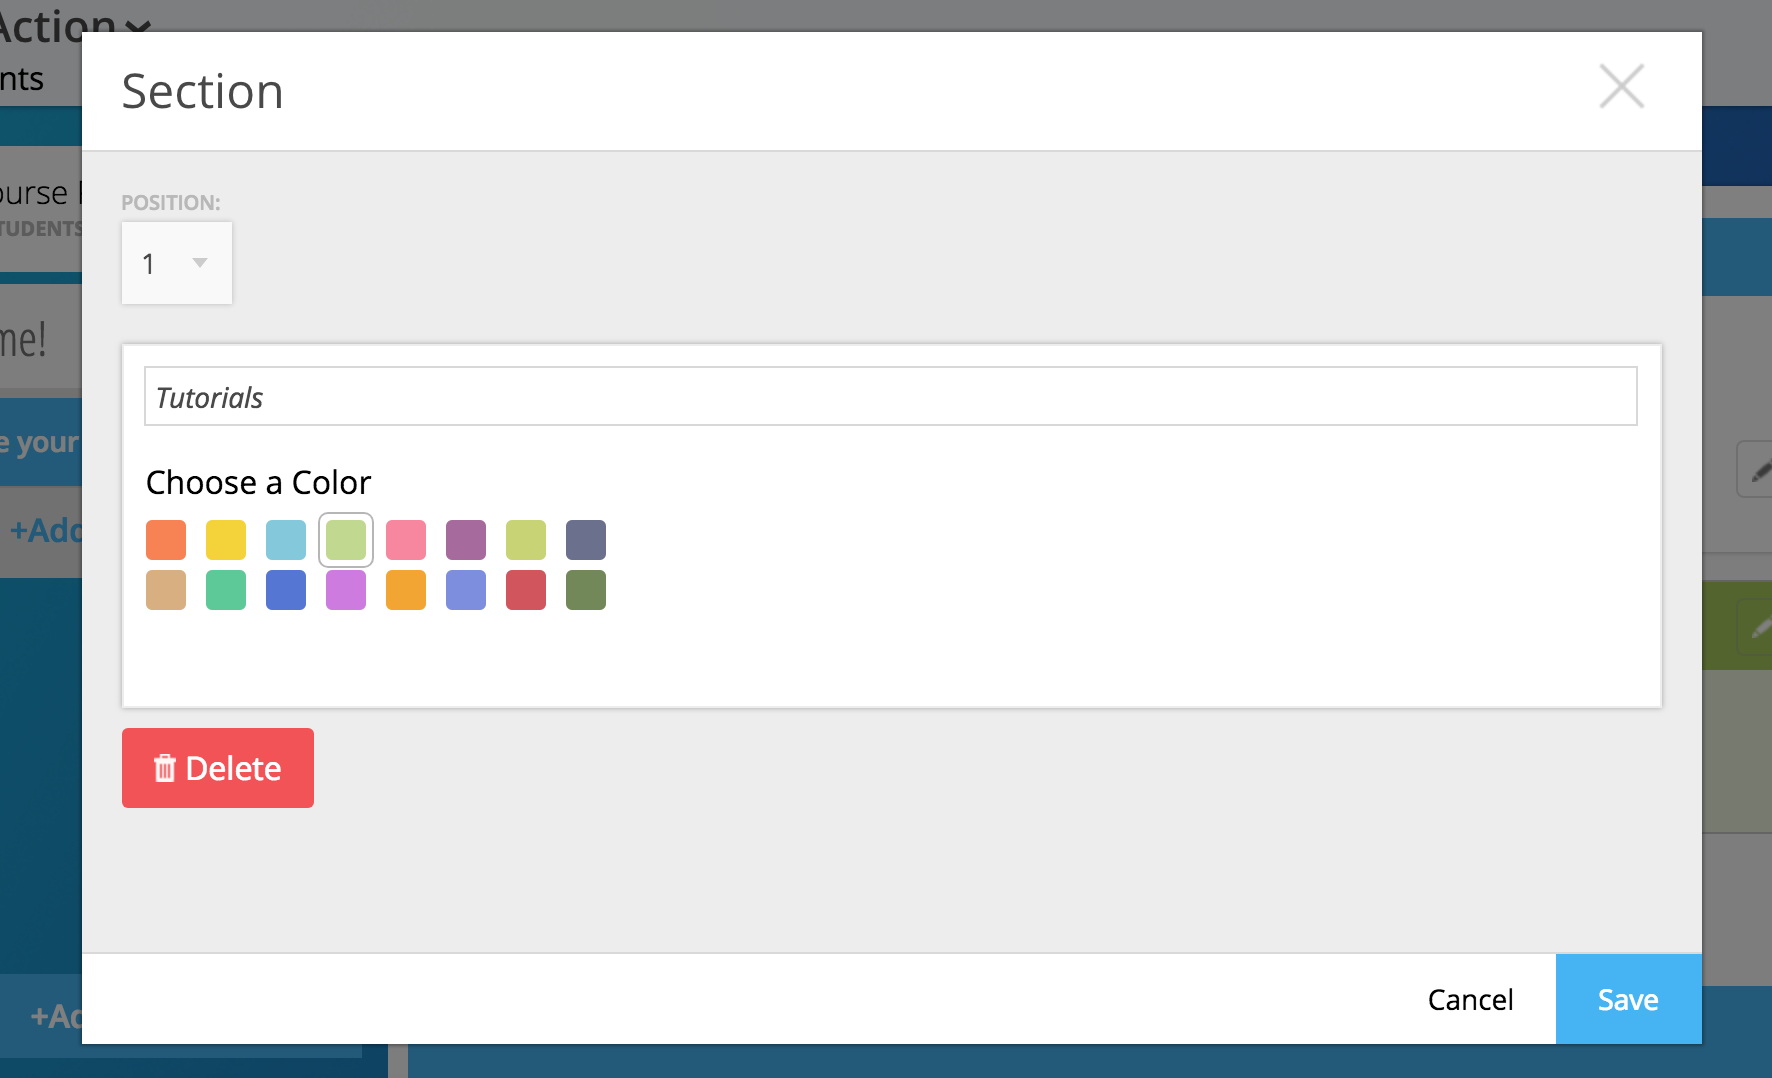 Action
nts
Section
ourse
TUDENTS
POSITION:
1
me!
Tutorials
e your
Choose a Color
+Add
Delete
Cancel
Save
+Ad